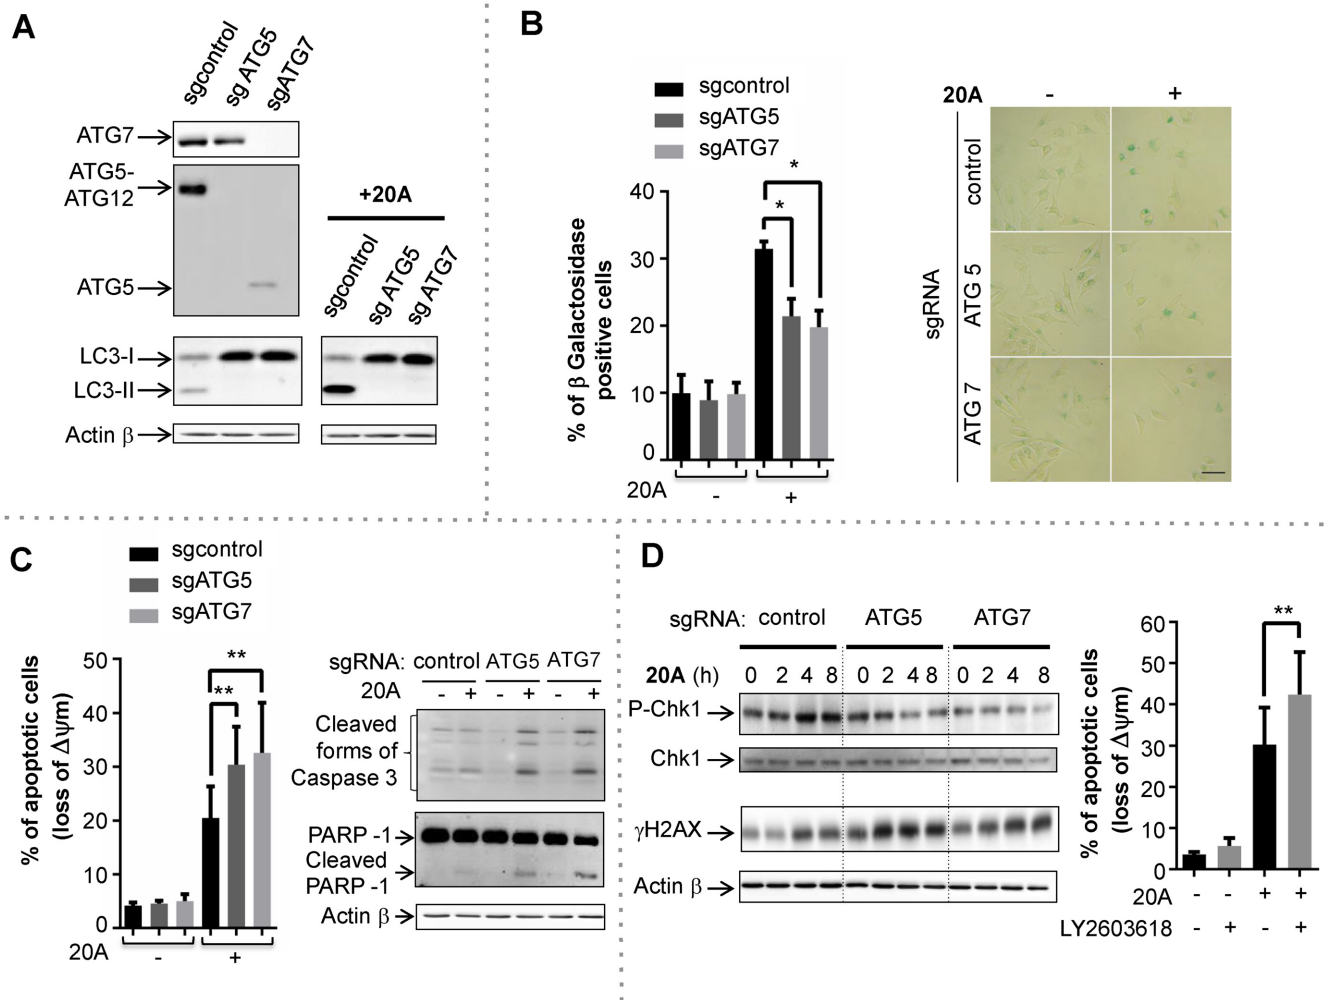 A
sgcontrol
sg ATG5
sgATG7
ATG7
ATG5-
ATG12
ATG5
+20A
sgcontrol
sg ATG5
sg ATG7
LC3-I
LC3-II
Actin β
B
sgcontrol
sgATG5
sgATG7
% of β Galactosidase
positive cells
40
30
20
10
0
*
*
20A
-
+
20A
-
+
sgRNA
control
ATG 5
ATG 7
C
sgcontrol
sgATG5
sgATG7
% of apoptotic cells
(loss of Δψm)
50
40
30
20
10
0
**
**
20A
-
+
sgRNA: control ATG5 ATG7
20A - + - + - +
Cleaved
forms of
Caspase 3
PARP -1
Cleaved
PARP -1
Actin β
D
sgRNA: control ATG5 ATG7
20A (h) 0 2 4 8 0 2 4 8 0 2 4 8
P-Chk1
Chk1
γH2AX
Actin β
% of apoptotic cells
(loss of Δψm)
60
50
40
30
20
10
0
**
20A - - + +
LY2603618 - + - +